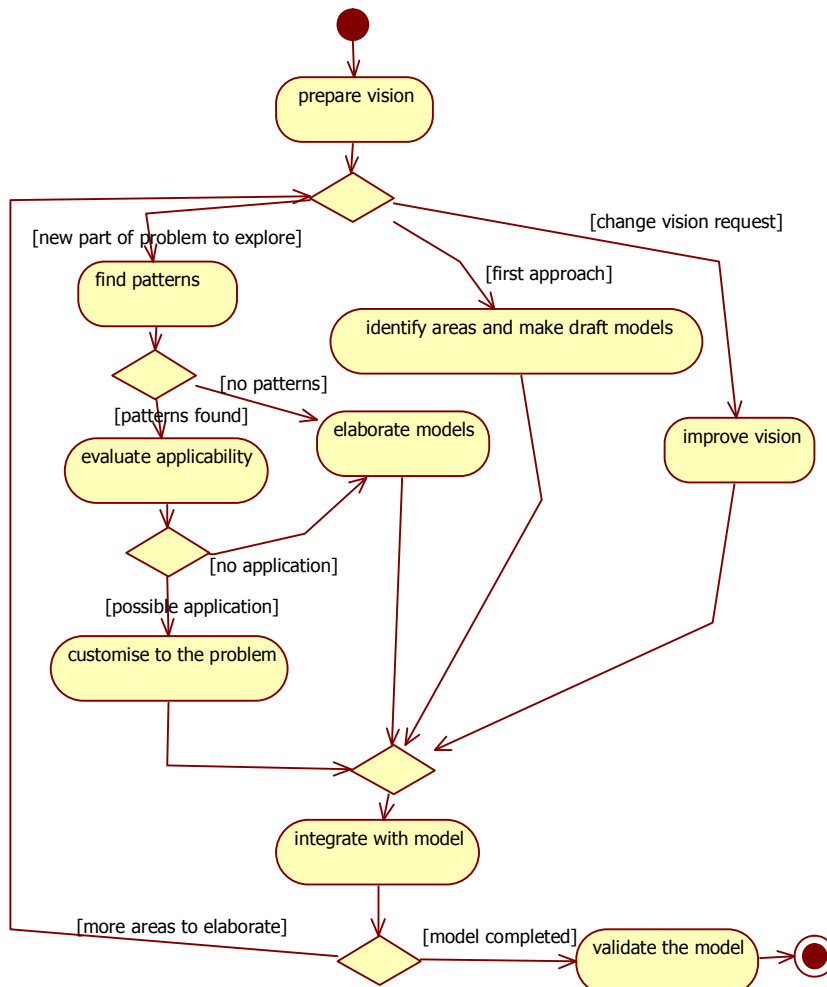 prepare vision
[change vision request]
[new part of problem to explore]
[first approach]
find patterns
identify areas and make draft models
[no patterns]
[patterns found]
elaborate models
improve vision
evaluate applicability
[no application]
[possible application]
customise to the problem
integrate with model
[more areas to elaborate]
[model completed]
validate the model